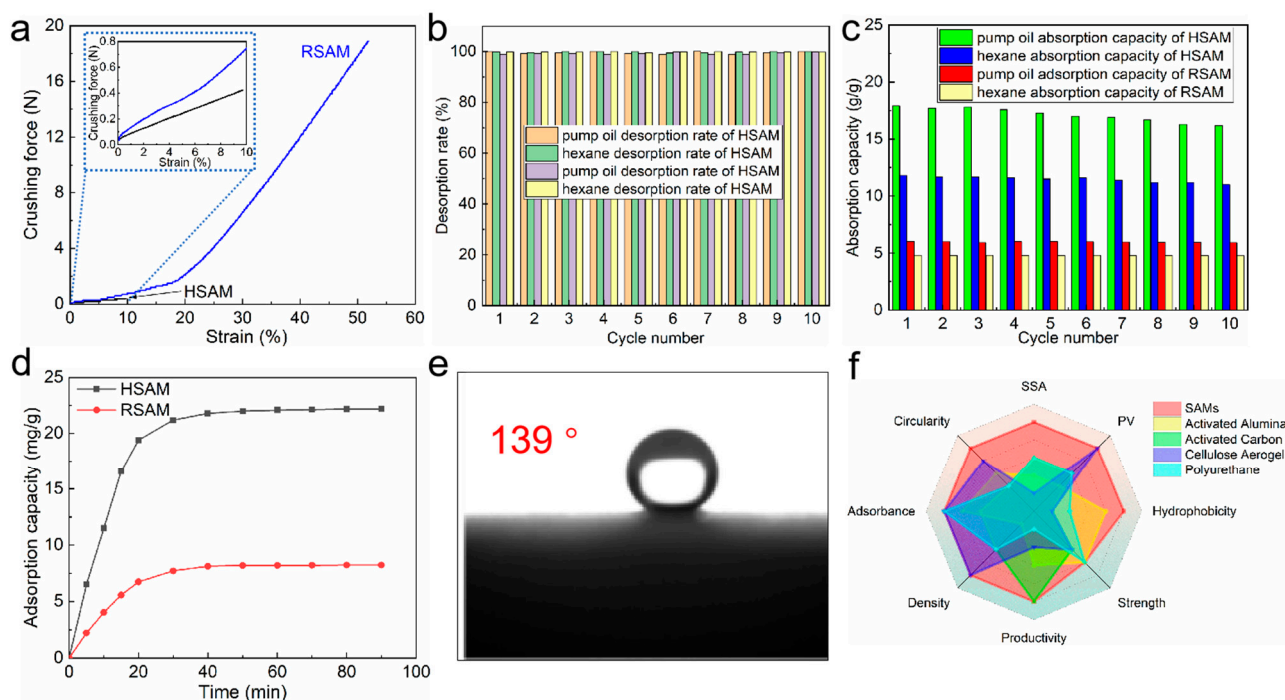 a
20
18
16
14
12
10
8
6
4
2
0
Crushing force (N)
0 10 20 30 40 50 60
Strain (%)
RSAM
HSAM
0.8
0.6
0.4
0.2
0.0
Crushing force (N)
0 2 4 6 8 10
Strain (%)
b
100
80
60
40
20
0
Desorption rate (%)
pump oil desorption rate of HSAM
hexane desorption rate of HSAM
pump oil desorption rate of HSAM
hexane desorption rate of HSAM
1 2 3 4 5 6 7 8 9 10
Cycle number
c
25
20
15
10
5
0
Absorption capacity (g/g)
pump oil absorption capacity of HSAM
hexane absorption capacity of HSAM
pump oil adsorption capacity of RSAM
hexane absorption capacity of RSAM
1 2 3 4 5 6 7 8 9 10
Cycle number
d
25
20
15
10
5
0
Adsorption capacity (mg/g)
HSAM
RSAM
0 20 40 60 80 100
Time (min)
e
139 °
f
SSA
PV
Hydrophobicity
Strength
Productivity
Density
Adsorbance
Circularity
SAMs
Activated Alumina
Activated Carbon
Cellulose Aerogel
Polyurethane